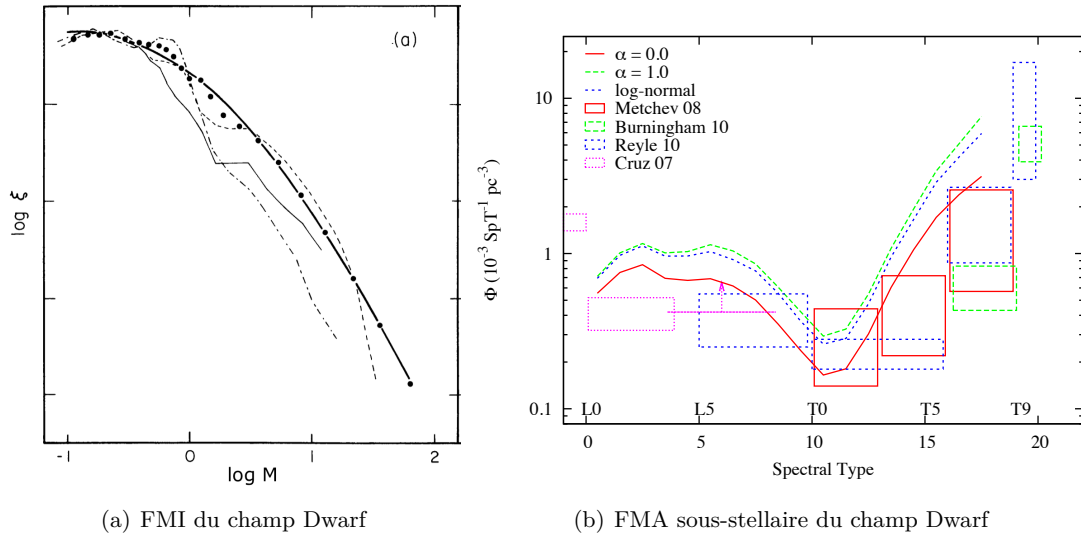 (a)
log ξ
-1
0
1
2
log M
(a) FMI du champ Dwarf
α = 0.0
α = 1.0
log-normal
Metchev 08
Burningham 10
Reyle 10
Cruz 07
Φ (10⁻³ SpT⁻¹ pc⁻³)
10
1
0.1
L0
L5
T0
T5
T9
0
5
10
15
20
Spectral Type
(b) FMA sous-stellaire du champ Dwarf